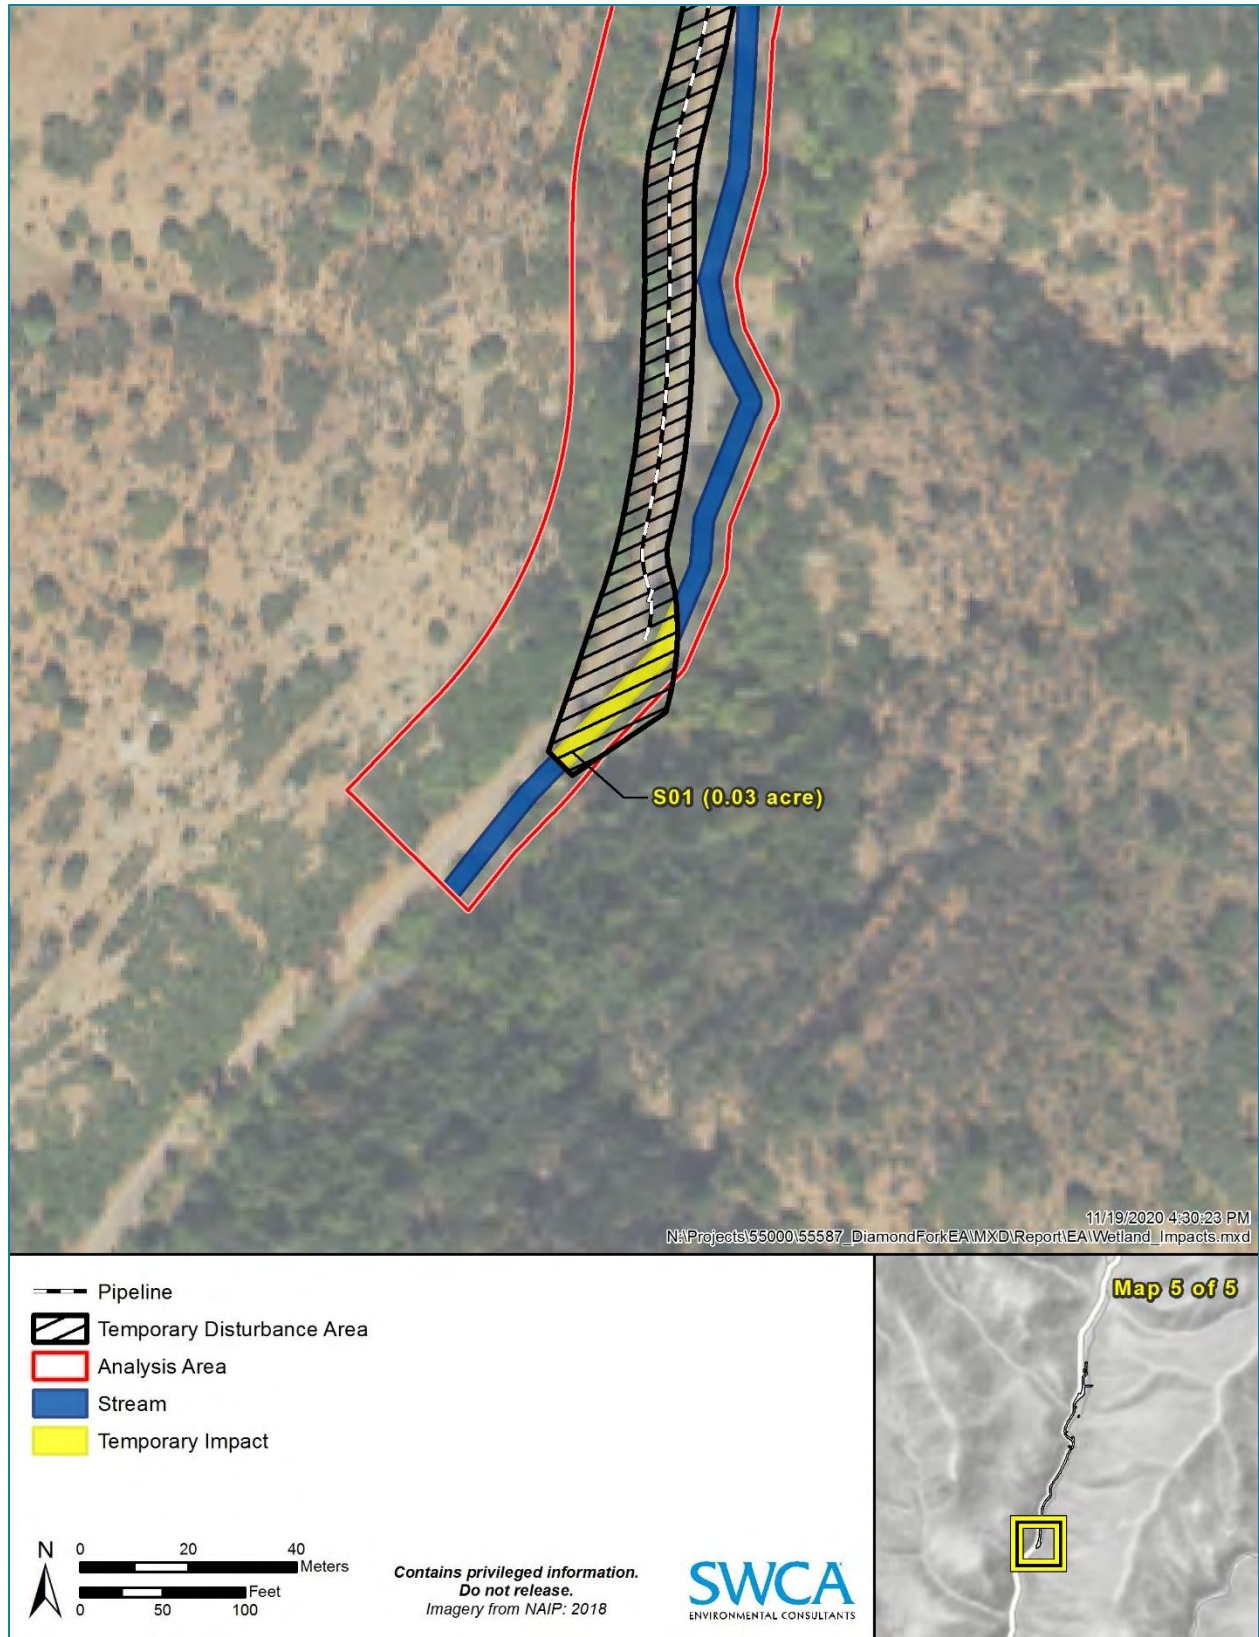 S01 (0.03 acre)
11/19/2020 4:30:23 PM
N:\Projects\55000\55587_DiamondForkEA\MXD\Report\EA\Wetland_Impacts.mxd
Pipeline
Temporary Disturbance Area
Analysis Area
Stream
Temporary Impact
Map 5 of 5
N
0 20 40
Meters
Feet
0 50 100
Contains privileged information.
Do not release.
Imagery from NAIP: 2018
SWCA
ENVIRONMENTAL CONSULTANTS